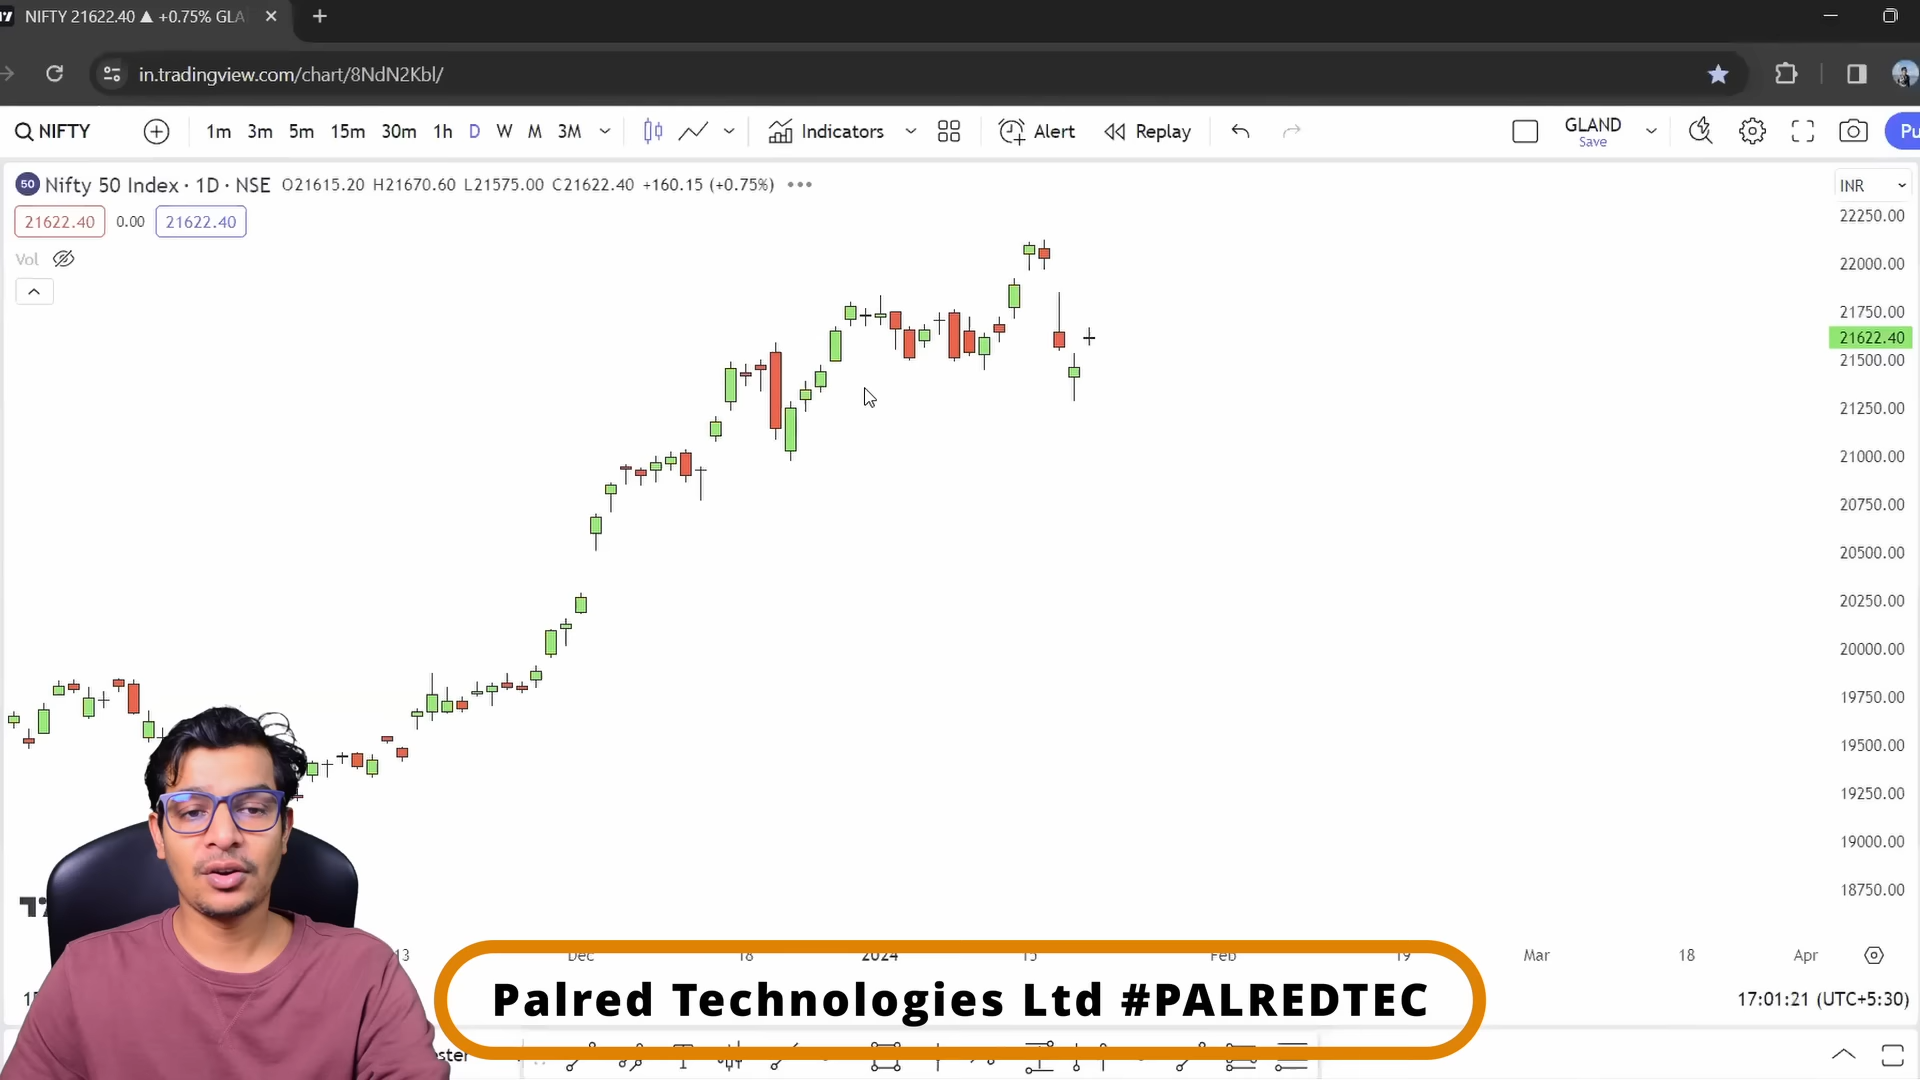 NIFTY 21622.40 ▲ +0.75% GLA
in.tradingview.com/chart/8NdN2Kbl/
NIFTY 1m 3m 5m 15m 30m 1h D W M 3M Indicators Alert Replay GLAND Save Pu
50 Nifty 50 Index · 1D · NSE O21615.20 H21670.60 L21575.00 C21622.40 +160.15 (+0.75%)
INR
21622.40 0.00 21622.40
Vol
22250.00
22000.00
21750.00
21622.40
21500.00
21250.00
21000.00
20750.00
20500.00
20250.00
20000.00
19750.00
19500.00
19250.00
19000.00
18750.00
13 Dec 18 2024 15 Feb 19 Mar 18 Apr
Palred Technologies Ltd #PALREDTEC
17:01:21 (UTC+5:30)
ster